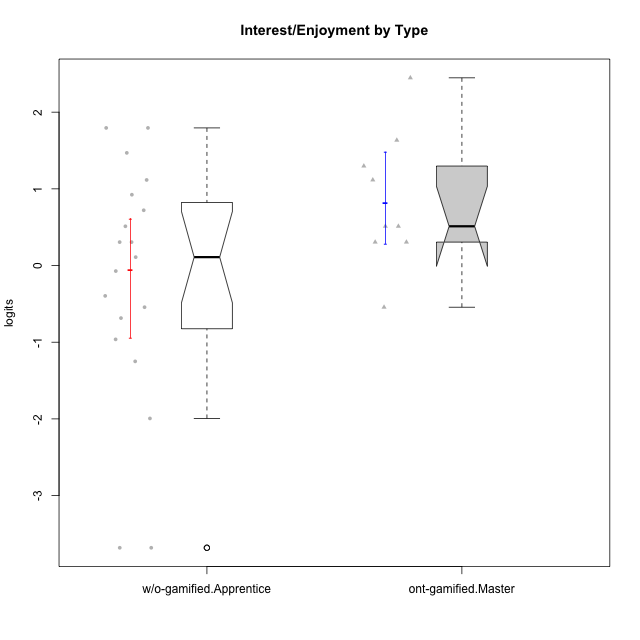 Interest/Enjoyment by Type
logits
2
1
0
-1
-2
-3
w/o-gamified.Apprentice
ont-gamified.Master